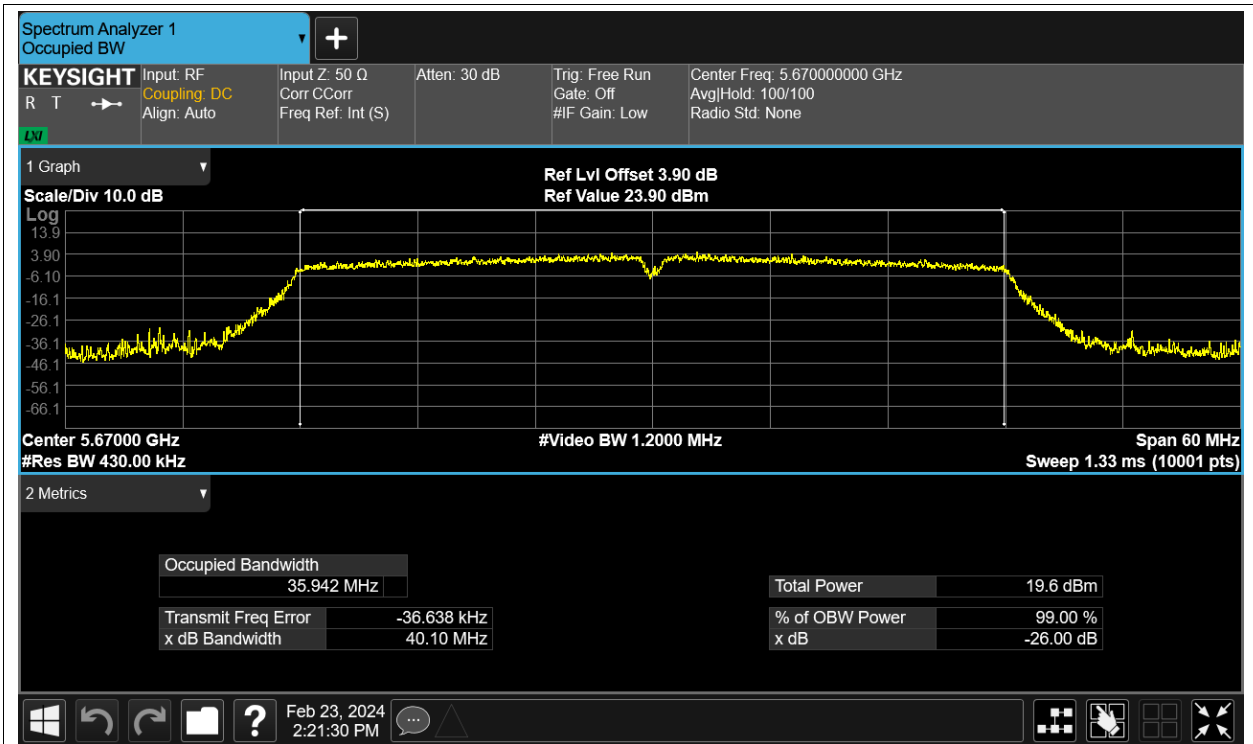 Spectrum Analyzer 1
Occupied BW
KEYSIGHT
R T
LXI
Input: RF
Coupling: DC
Align: Auto
Input Z: 50 Ω
Corr CCorr
Freq Ref: Int (S)
Atten: 30 dB
Trig: Free Run
Gate: Off
#IF Gain: Low
Center Freq: 5.670000000 GHz
Avg|Hold: 100/100
Radio Std: None
1 Graph
Scale/Div 10.0 dB
Ref Lvl Offset 3.90 dB
Ref Value 23.90 dBm
Log
13.9
3.90
-6.10
-16.1
-26.1
-36.1
-46.1
-56.1
-66.1
Center 5.67000 GHz
#Video BW 1.2000 MHz
Span 60 MHz
#Res BW 430.00 kHz
Sweep 1.33 ms (10001 pts)
2 Metrics
Occupied Bandwidth
35.942 MHz
Total Power 19.6 dBm
Transmit Freq Error -36.638 kHz
% of OBW Power 99.00 %
x dB Bandwidth 40.10 MHz
x dB -26.00 dB
?
Feb 23, 2024
2:21:30 PM